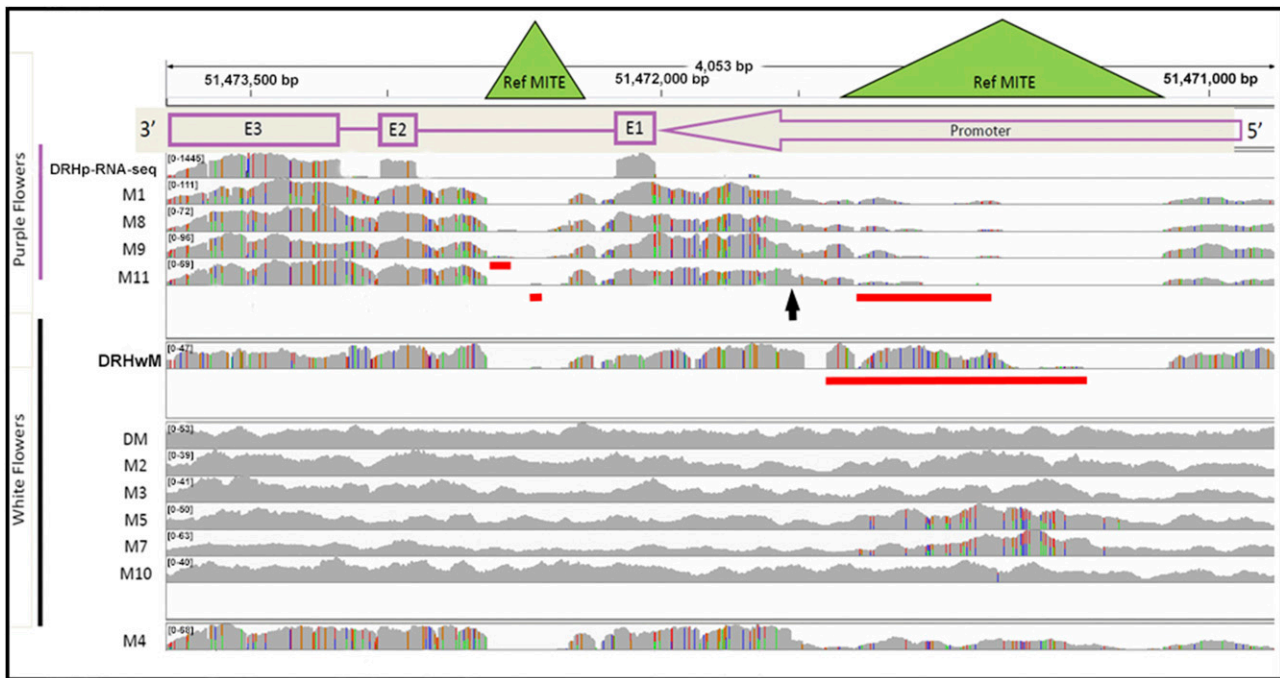 Ref MITE
Ref MITE
4,053 bp
51,473,500 bp
51,472,000 bp
51,471,000 bp
3’
E3
E2
E1
Promoter
5’
Purple Flowers
DRHp-RNA-seq
[0-1445]
M1
[0-111]
M8
[0-72]
M9
[0-96]
M11
[0-59]
DRHwM
[0-47]
White Flowers
DM
[0-53]
M2
[0-39]
M3
[0-41]
M5
[0-50]
M7
[0-63]
M10
[0-40]
M4
[0-68]